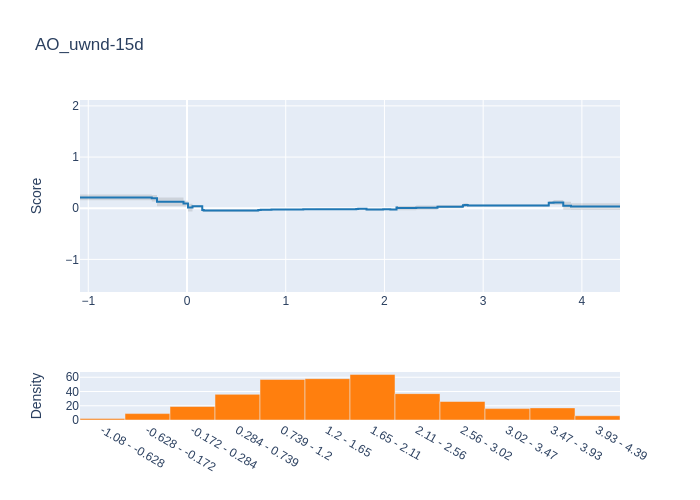 AO_uwnd-15d
2
1
0
−1
Score
−1
0
1
2
3
4
60
40
20
0
Density
-1.08 - -0.628
-0.628 - -0.172
-0.172 - 0.284
0.284 - 0.739
0.739 - 1.2
1.2 - 1.65
1.65 - 2.11
2.11 - 2.56
2.56 - 3.02
3.02 - 3.47
3.47 - 3.93
3.93 - 4.39